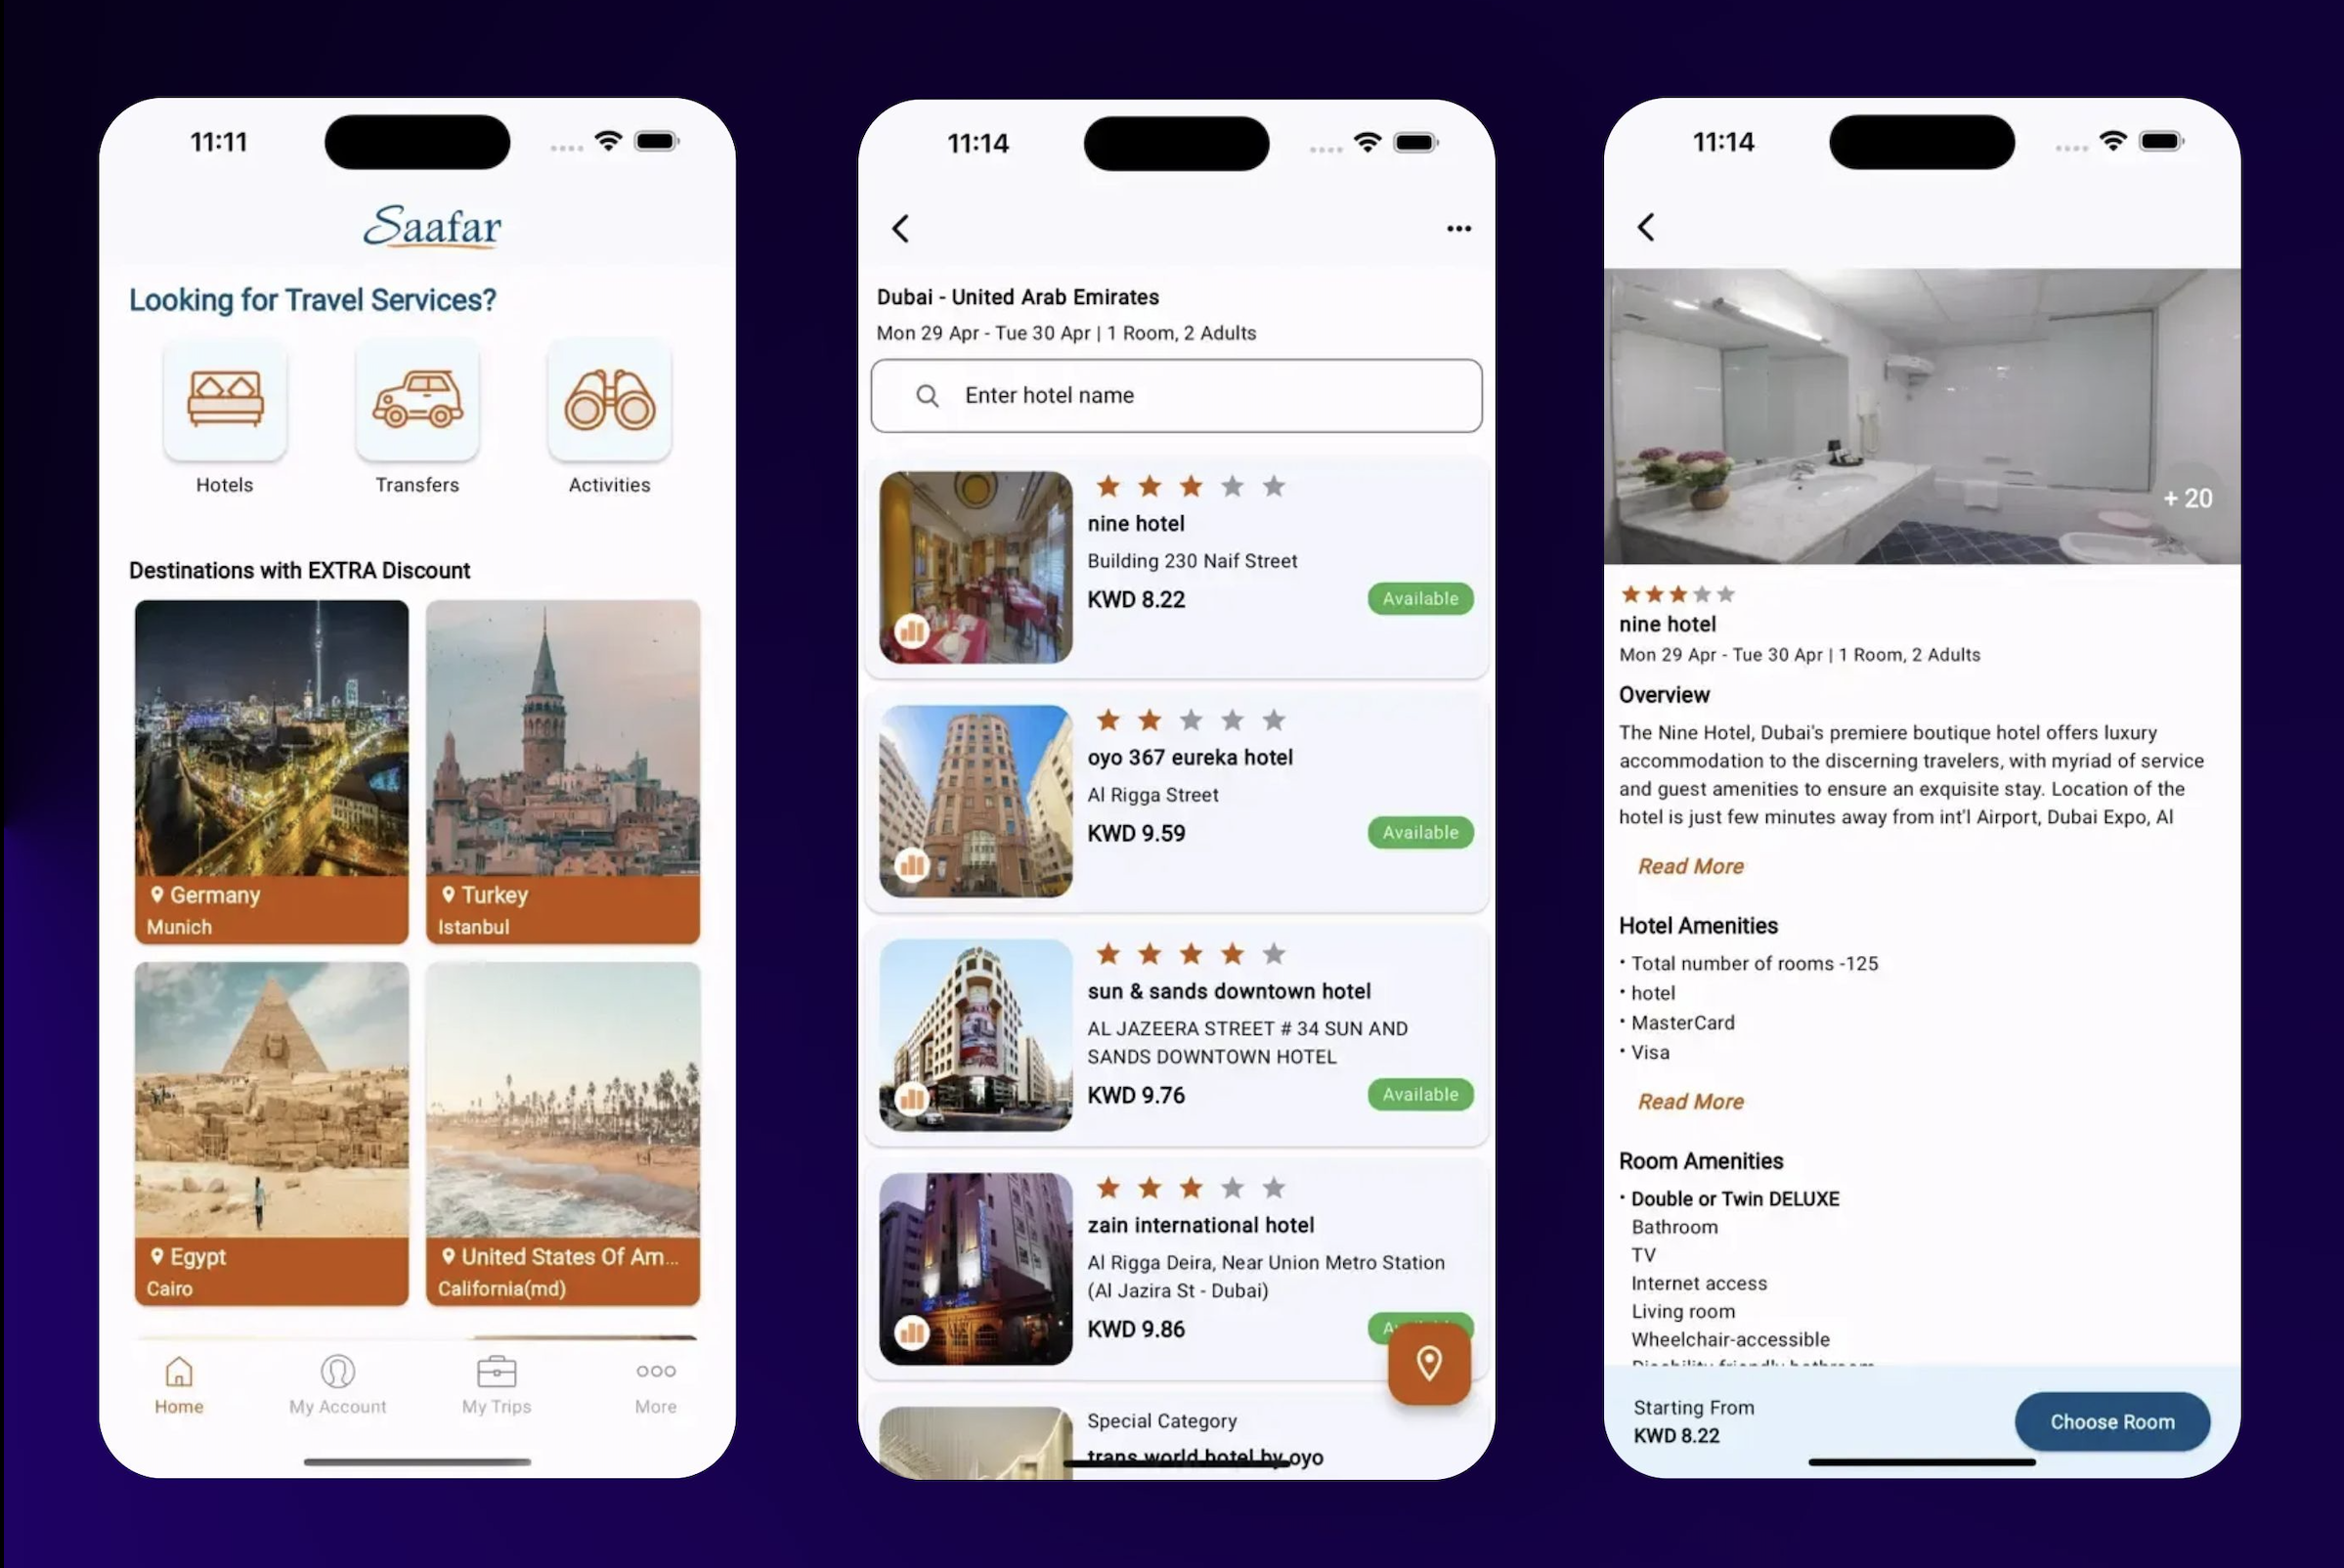 11:11
Saafar
Looking for Travel Services?
Hotels
Transfers
Activities
Destinations with EXTRA Discount
Germany
Munich
Turkey
Istanbul
Egypt
Cairo
United States Of Am...
California(md)
Home
My Account
My Trips
More
11:14
Dubai - United Arab Emirates
Mon 29 Apr - Tue 30 Apr | 1 Room, 2 Adults
Enter hotel name
nine hotel
Building 230 Naif Street
KWD 8.22
Available
oyo 367 eureka hotel
Al Rigga Street
KWD 9.59
Available
sun & sands downtown hotel
AL JAZEERA STREET # 34 SUN AND
SANDS DOWNTOWN HOTEL
KWD 9.76
Available
zain international hotel
Al Rigga Deira, Near Union Metro Station
(Al Jazira St - Dubai)
KWD 9.86
Special Category
trans world hotel by oyo
11:14
+ 20
nine hotel
Mon 29 Apr - Tue 30 Apr | 1 Room, 2 Adults
Overview
The Nine Hotel, Dubai's premiere boutique hotel offers luxury
accommodation to the discerning travelers, with myriad of service
and guest amenities to ensure an exquisite stay. Location of the
hotel is just few minutes away from int'l Airport, Dubai Expo, Al
Read More
Hotel Amenities
• Total number of rooms -125
• hotel
• MasterCard
• Visa
Read More
Room Amenities
• Double or Twin DELUXE
Bathroom
TV
Internet access
Living room
Wheelchair-accessible
Disability-friendly bathroom
Starting From
KWD 8.22
Choose Room